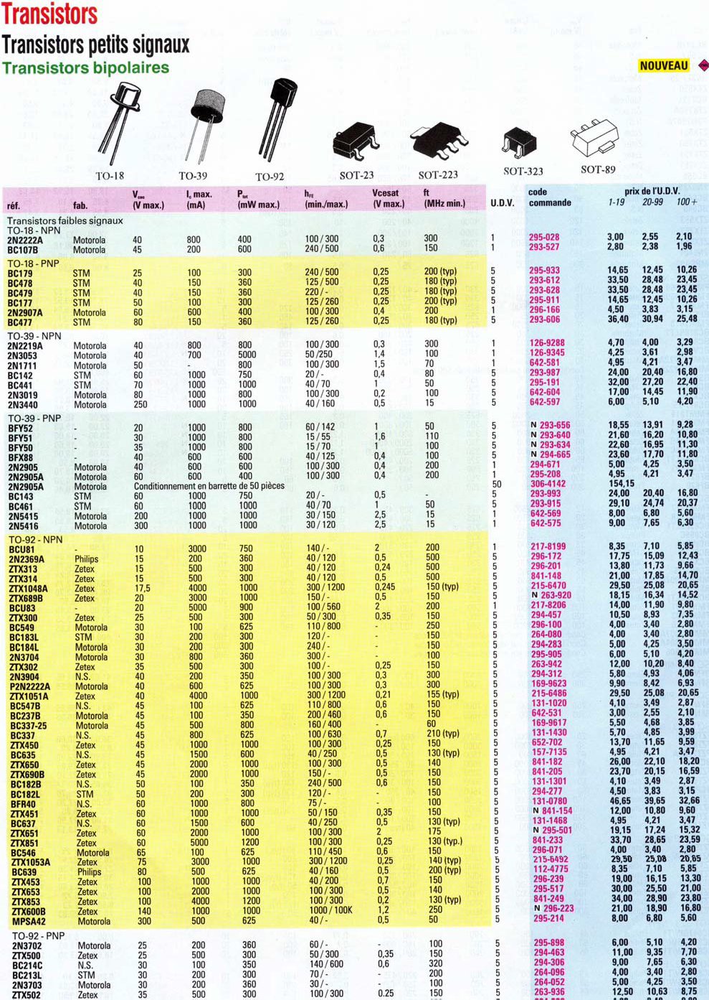 Transistors
Transistors petits signaux
Transistors bipolaires
NOUVEAU
TO-18 TO-39 TO-92 SOT-23 SOT-223 SOT-323 SOT-89
réf. fab. Vceo (V max.) Ic max. (mA) Ptot (mW max.) hFE (min./max.) Vcesat (V max.) ft (MHz min.) U.D.V. code commande prix de l'U.D.V. 1-19 20-99 100+
Transistors faibles signaux
TO-18 - NPN
2N2222A Motorola 40 800 400 100/300 0,3 300 1 295-028 3,00 2,55 2,10
BC107B Motorola 45 200 600 240/500 0,6 150 1 293-527 2,80 2,38 1,96
TO-18 - PNP
BC179 STM 25 100 300 240/500 0,25 200 (typ) 5 295-933 14,65 12,45 10,26
BC478 STM 40 150 360 125/500 0,25 180 (typ) 5 293-612 33,50 28,48 23,45
BC479 STM 40 150 360 220/- 0,25 180 (typ) 5 293-628 33,50 28,48 23,45
BC177 STM 50 100 300 125/260 0,25 200 (typ) 5 295-911 14,65 12,45 10,26
2N2907A Motorola 60 600 400 100/300 0,4 200 1 296-166 4,50 3,83 3,15
BC477 STM 80 150 360 125/260 0,25 180 (typ) 5 293-606 36,40 30,94 25,48
TO-39 - NPN
2N2219A Motorola 40 800 800 100/300 0,3 300 1 126-9288 4,70 4,00 3,29
2N3053 Motorola 40 700 5000 50/250 1,4 100 1 126-9345 4,25 3,61 2,98
2N1711 Motorola 50 - 800 100/300 1,5 70 1 642-581 4,95 4,21 3,47
BC142 STM 60 1000 750 20/- 0,4 80 5 293-987 24,00 20,40 16,80
BC441 STM 70 1000 1000 40/70 1 50 5 295-191 32,00 27,20 22,40
2N3019 Motorola 80 1000 800 100/300 0,2 100 5 642-604 17,00 14,45 11,90
2N3440 Motorola 250 1000 1000 40/160 0,5 15 5 642-597 6,00 5,10 4,20
TO-39 - PNP
BFY52 - 20 1000 800 60/142 1 50 5 N 293-656 18,55 13,91 9,28
BFY51 - 30 1000 800 15/55 1,6 110 5 N 293-640 21,60 16,20 10,80
BFY50 - 35 1000 800 15/70 1 100 5 N 293-634 22,60 16,95 11,30
BFX88 - 40 600 600 40/125 0,4 100 5 N 294-665 23,60 17,70 11,80
2N2905 Motorola 40 600 600 100/300 0,4 200 1 294-671 5,00 4,25 3,50
2N2905A Motorola 60 600 400 100/300 0,4 200 1 295-208 4,95 4,21 3,47
2N2905A Motorola Conditionnement en barrette de 50 pièces 50 306-4142 154,15
BC143 STM 60 1000 750 20/- 0,5 - 5 293-993 24,00 20,40 16,80
BC461 STM 60 1000 1000 40/70 1 50 5 293-915 29,10 24,74 20,37
2N5415 Motorola 200 1000 1000 30/150 2,5 15 1 642-569 8,00 6,80 5,60
2N5416 Motorola 300 1000 1000 30/120 2,5 15 1 642-575 9,00 7,65 6,30
TO-92 - NPN
BCU81 - 10 3000 750 140/- 2 200 1 217-8199 8,35 7,10 5,85
2N2369A Philips 15 200 360 40/120 0,5 500 5 296-172 17,75 15,09 12,43
ZTX313 Zetex 15 500 300 40/120 0,24 500 5 296-201 13,80 11,73 9,66
ZTX314 Zetex 15 500 300 40/120 0,5 500 5 841-148 21,00 17,85 14,70
ZTX1048A Zetex 17,5 4000 1000 300/1200 0,245 150 (typ) 5 215-6470 29,50 25,08 20,65
ZTX689B Zetex 20 3000 1000 150/- 0,5 150 5 N 263-920 18,15 16,34 14,52
BCU83 - 20 5000 900 100/560 2 200 1 217-8206 14,00 11,90 9,80
ZTX300 Zetex 25 500 300 50/300 0,35 150 5 294-457 10,50 8,93 7,35
BC549 Motorola 30 100 625 110/800 - 250 5 296-100 4,00 3,40 2,80
BC183L STM 30 200 300 120/- - 150 5 264-080 4,00 3,40 2,80
BC184L Motorola 30 200 300 240/- - 150 5 294-283 5,00 4,25 3,50
2N3704 Motorola 30 800 360 300/- - 100 5 295-905 6,00 5,10 4,20
ZTX302 Zetex 35 500 300 100/- 0,25 150 5 263-942 12,00 10,20 8,40
2N3904 N.S. 40 200 350 100/300 0,3 300 5 294-312 5,80 4,93 4,06
P2N2222A Motorola 40 600 625 100/300 0,3 300 5 169-9623 9,90 8,42 6,93
ZTX1051A Zetex 40 4000 1000 300/1200 0,21 155 (typ) 5 215-6486 29,50 25,08 20,65
BC547B N.S. 45 100 625 110/800 0,6 150 5 131-1020 4,10 3,49 2,87
BC237B Motorola 45 100 350 200/460 0,6 150 5 642-531 3,00 2,55 2,10
BC337-25 Motorola 45 500 800 160/400 - 60 5 169-9617 5,50 4,68 3,85
BC337 N.S. 45 800 625 100/630 0,7 210 (typ) 5 131-1430 5,70 4,85 3,99
ZTX450 Zetex 45 1000 1000 100/300 0,25 150 5 652-702 13,70 11,65 9,59
BC635 N.S. 45 1500 600 40/250 0,5 130 (typ) 5 157-7135 4,95 4,21 3,47
ZTX650 Zetex 45 2000 1000 100/300 0,5 140 5 841-182 26,00 22,10 18,20
ZTX690B Zetex 45 2000 1000 150/- 0,5 150 5 841-205 23,70 20,15 16,59
BC182B N.S. 50 100 350 240/500 0,6 150 5 131-1301 4,10 3,49 2,87
BC182L STM 50 200 300 120/- - 150 5 294-277 4,50 3,83 3,15
BFR40 N.S. 60 1000 800 75/- - 100 5 131-0780 46,65 39,65 32,66
ZTX451 Zetex 60 1000 1000 50/150 0,35 150 5 N 841-154 12,00 10,80 9,60
BC637 N.S. 60 1500 600 40/250 0,5 130 (typ) 5 131-1468 4,95 4,21 3,47
ZTX651 Zetex 60 2000 1000 100/300 2 175 5 N 295-501 19,15 17,24 15,32
ZTX851 Zetex 60 5000 1200 100/300 0,25 130 (typ.) 5 841-233 33,70 28,65 23,59
BC546 Motorola 65 100 625 110/450 0,6 150 5 296-071 4,00 3,40 2,80
ZTX1053A Zetex 75 3000 1000 300/1200 0,25 140 (typ) 5 215-6492 29,50 25,08 20,65
BC639 Philips 80 500 625 40/160 0,5 200 (typ) 5 112-4775 8,35 7,10 5,85
ZTX453 Zetex 100 1000 1000 40/200 0,7 150 5 296-239 19,00 16,15 13,30
ZTX653 Zetex 100 2000 1000 100/300 0,5 140 5 295-517 30,00 25,50 21,00
ZTX853 Zetex 100 4000 1200 100/300 0,2 130 (typ) 5 841-249 34,00 28,90 23,80
ZTX600B Zetex 140 1000 1000 1000/100K 1,2 250 5 N 296-223 21,00 18,90 16,80
MPSA42 Motorola 300 500 625 40/- 0,5 50 5 295-214 8,00 6,80 5,60
TO-92 - PNP
2N3702 Motorola 25 200 360 60/- - 100 5 295-898 6,00 5,10 4,20
ZTX500 Zetex 25 500 300 50/300 0,35 150 5 294-463 11,00 9,35 7,70
BC214C N.S. 30 100 350 140/600 0,6 320 5 294-306 9,00 7,65 6,30
BC213L STM 30 200 300 70/- - 200 5 264-096 4,00 3,40 2,80
2N3703 Motorola 30 200 360 30/- - 100 5 264-052 5,00 4,25 3,50
ZTX502 Zetex 35 500 300 100/300 0.25 150 5 263-936 12,50 10,63 8,75